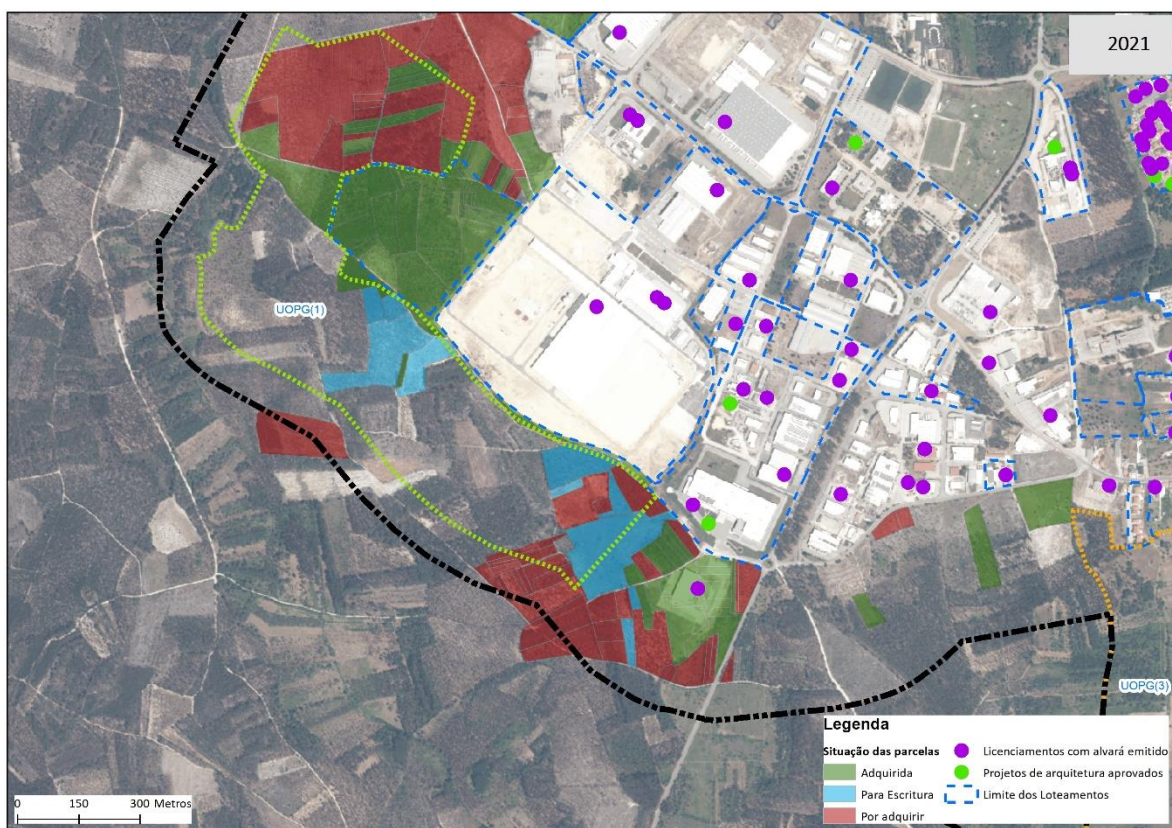 2021
UOPG(1)
UOPG(3)
Legenda
Situação das parcelas
Adquirida
Para Escritura
Por adquirir
Licenciamentos com alvará emitido
Projetos de arquitetura aprovados
Limite dos Loteamentos
0 150 300 Metros